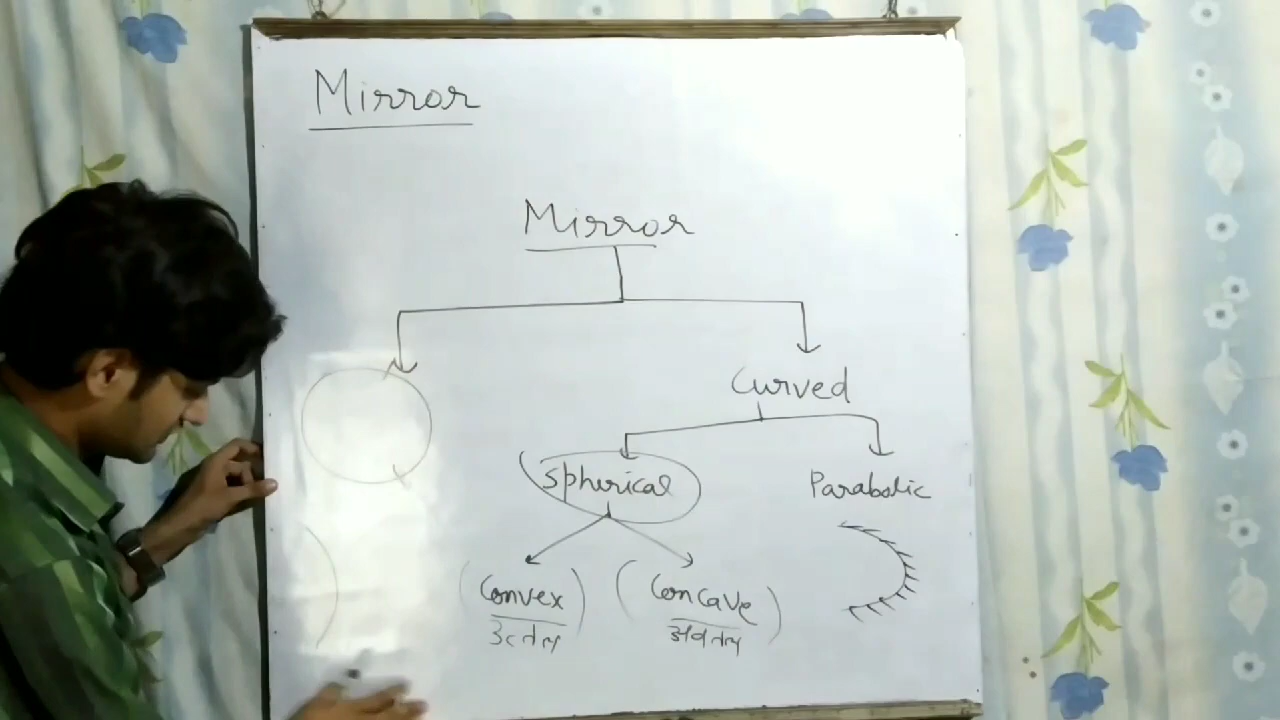 Mirror
Mirror
Curved
Spherical
Parabolic
(Convex) (Concave)
उत्तल अवतल